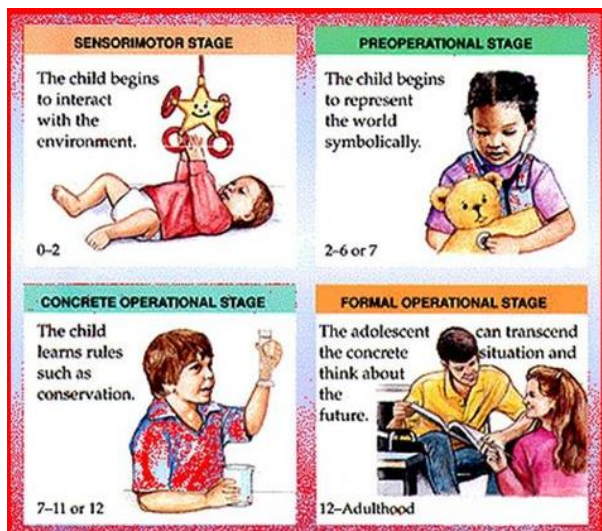 SENSORIMOTOR STAGE
The child begins
to interact
with the
environment.
0–2
PREOPERATIONAL STAGE
The child begins
to represent
the world
symbolically.
2–6 or 7
CONCRETE OPERATIONAL STAGE
The child
learns rules
such as
conservation.
7–11 or 12
FORMAL OPERATIONAL STAGE
The adolescent can transcend
the concrete situation and
think about
the
future.
12–Adulthood